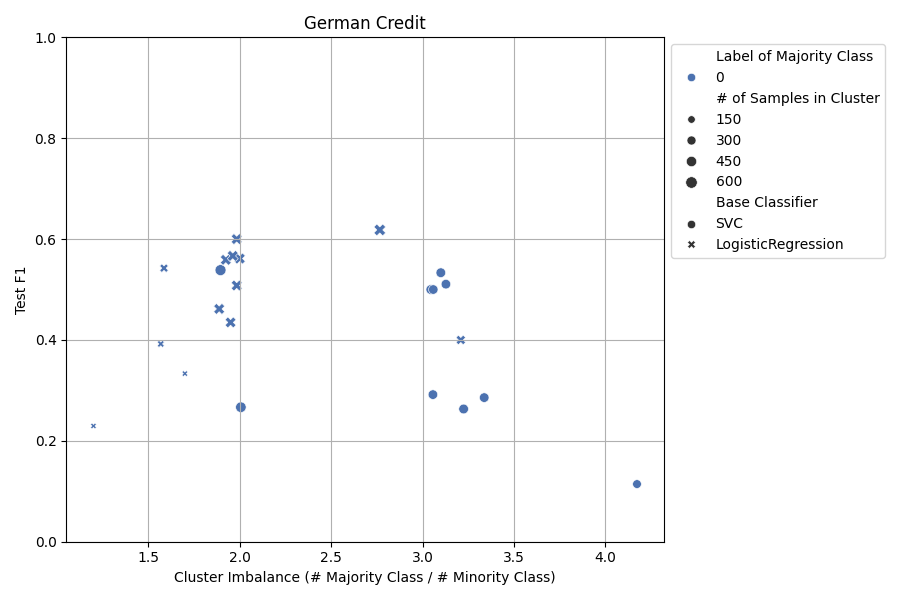 German Credit
1.0
0.8
0.6
0.4
0.2
0.0
Test F1
1.5
2.0
2.5
3.0
3.5
4.0
Cluster Imbalance (# Majority Class / # Minority Class)
Label of Majority Class
0
# of Samples in Cluster
150
300
450
600
Base Classifier
SVC
LogisticRegression